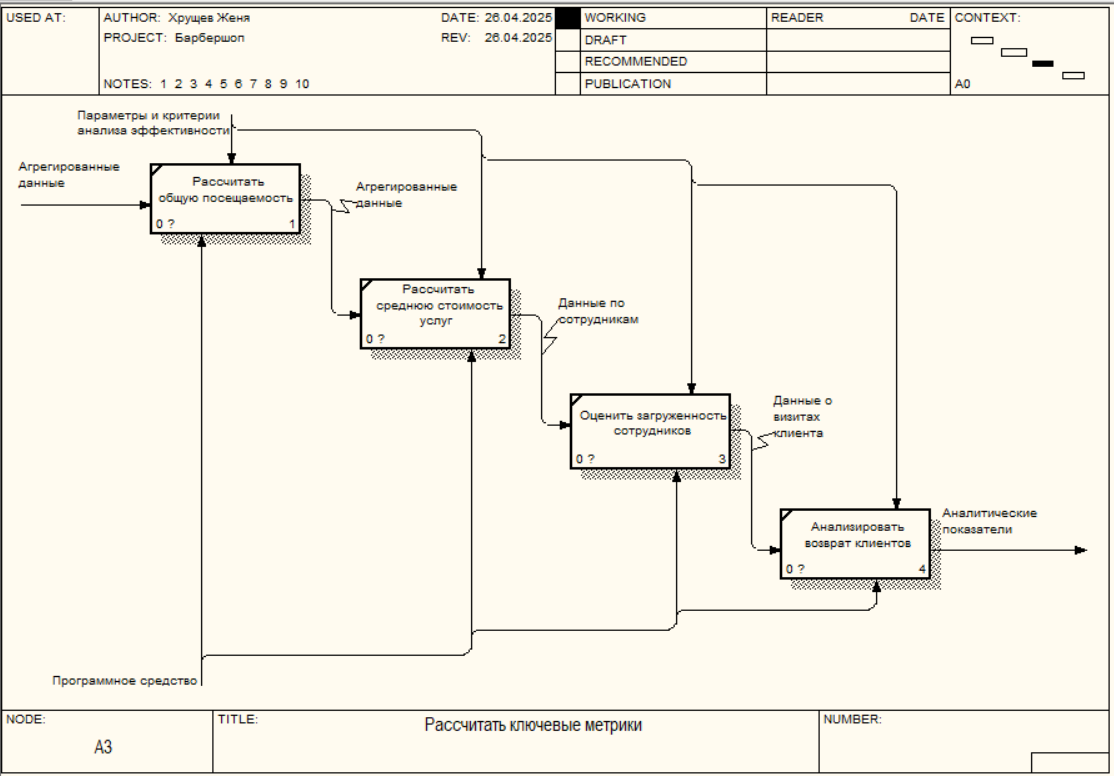 USED AT:
AUTHOR: Хрущев Женя
DATE: 26.04.2025
PROJECT: Барбершоп
REV: 26.04.2025
NOTES: 1 2 3 4 5 6 7 8 9 10
WORKING
DRAFT
RECOMMENDED
PUBLICATION
READER
DATE
CONTEXT:
A0
Параметры и критерии
анализа эффективности
Агрегированные
данные
Рассчитать
общую посещаемость
0 ?
1
Агрегированные
данные
Рассчитать
среднюю стоимость
услуг
0 ?
2
Данные по
сотрудникам
Оценить загруженность
сотрудников
0 ?
3
Данные о
визитах
клиента
Анализировать
возврат клиентов
0 ?
4
Аналитические
показатели
Программное средство
NODE:
A3
TITLE:
Рассчитать ключевые метрики
NUMBER: